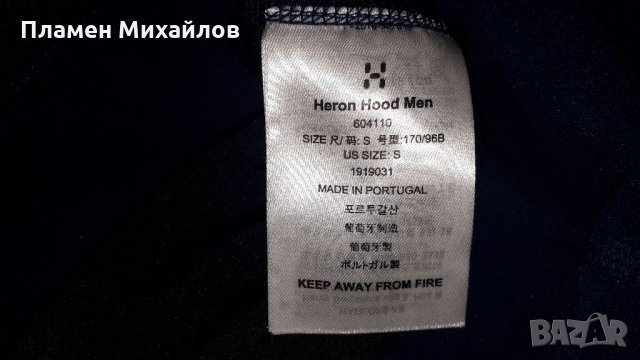 Пламен Михайлов
Heron Hood Men
604110
SIZE 尺/ 码: S 号型:170/96B
US SIZE: S
1919031
MADE IN PORTUGAL
포르투갈산
葡萄牙制造
葡萄牙製
ポルトガル製
KEEP AWAY FROM FIRE
BAZAR